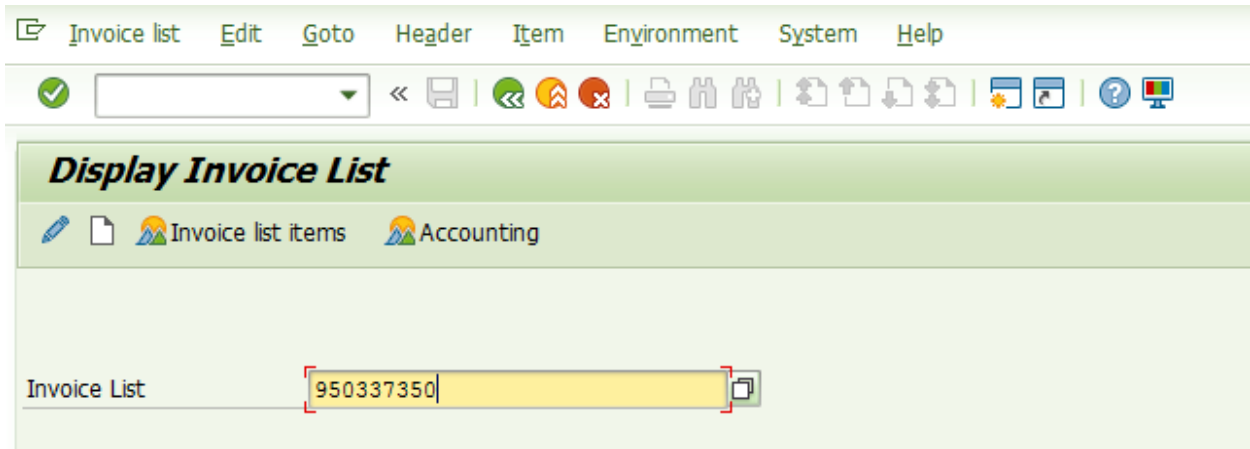 Invoice list Edit Goto Header Item Environment System Help
Display Invoice List
Invoice list items Accounting
Invoice List 950337350